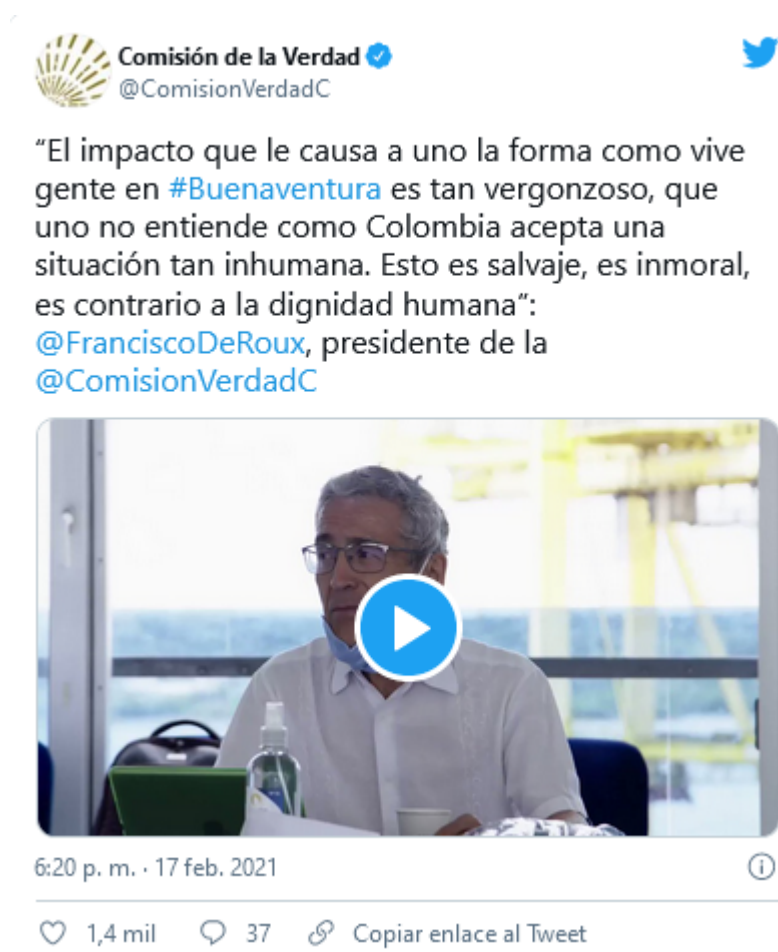 Comisión de la Verdad
@ComisionVerdadC
“El impacto que le causa a uno la forma como vive
gente en #Buenaventura es tan vergonzoso, que
uno no entiende como Colombia acepta una
situación tan inhumana. Esto es salvaje, es inmoral,
es contrario a la dignidad humana“:
@FranciscoDeRoux, presidente de la
@ComisionVerdadC
6:20 p. m. · 17 feb. 2021
1,4 mil 37 Copiar enlace al Tweet